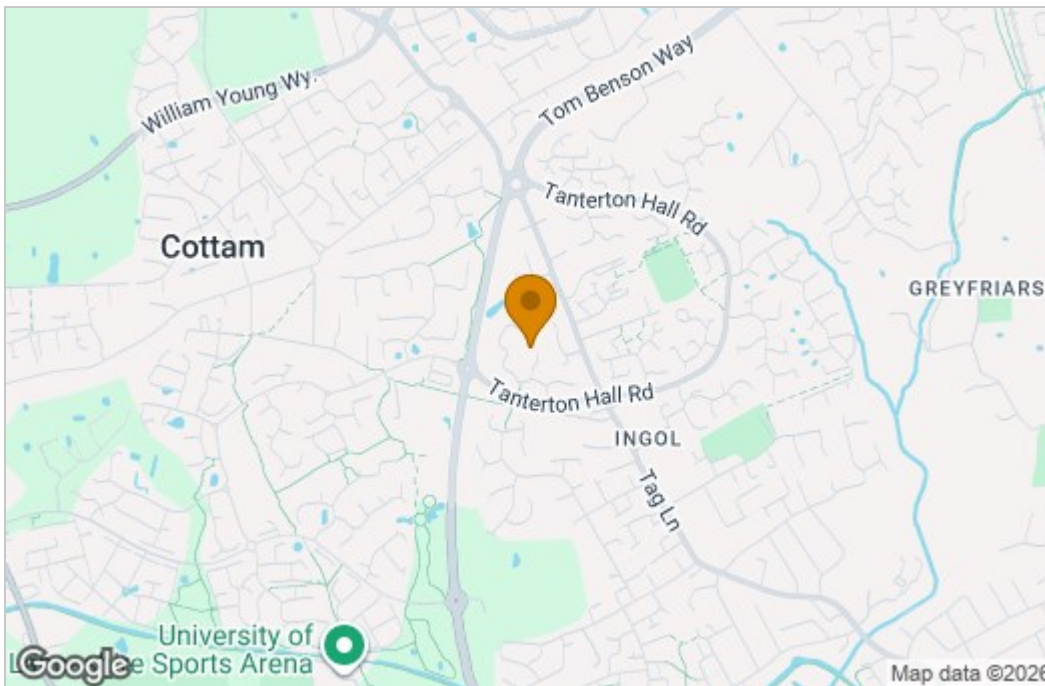 William Young Wy.
Tom Benson Way
Tanterton Hall Rd
Cottam
GREYFRIARS
Tanterton Hall Rd
INGOL
Tag Ln
University of
Sports Arena
Google
Map data ©2026